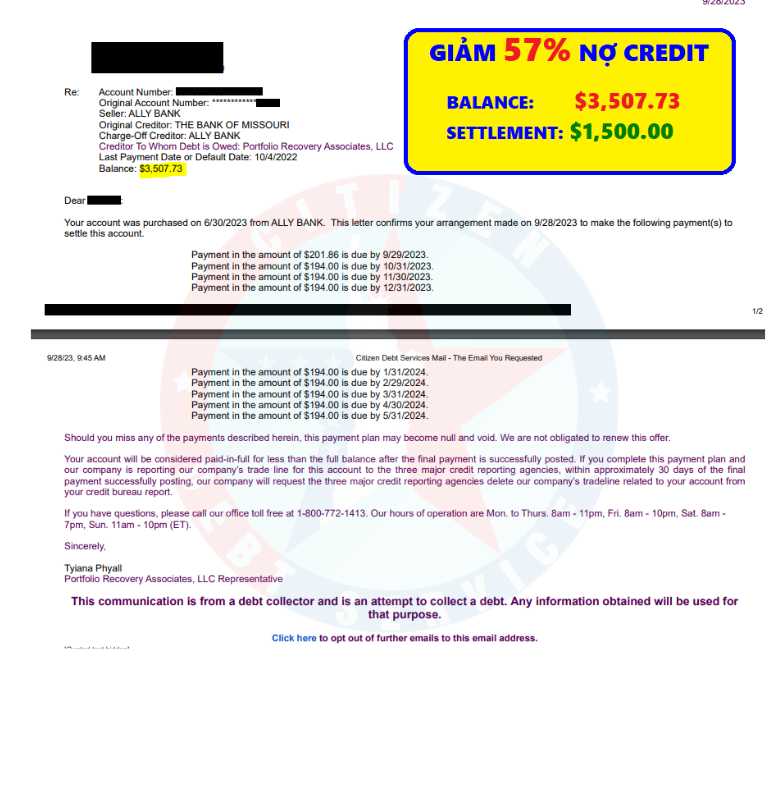 9/28/2023
GIẢM 57% NỢ CREDIT
BALANCE: $3,507.73
SETTLEMENT: $1,500.00
Re: Account Number:
Original Account Number: ************
Seller: ALLY BANK
Original Creditor: THE BANK OF MISSOURI
Charge-Off Creditor: ALLY BANK
Creditor To Whom Debt is Owed: Portfolio Recovery Associates, LLC
Last Payment Date or Default Date: 10/4/2022
Balance: $3,507.73
Dear :
Your account was purchased on 6/30/2023 from ALLY BANK. This letter confirms your arrangement made on 9/28/2023 to make the following payment(s) to
settle this account.
Payment in the amount of $201.86 is due by 9/29/2023.
Payment in the amount of $194.00 is due by 10/31/2023.
Payment in the amount of $194.00 is due by 11/30/2023.
Payment in the amount of $194.00 is due by 12/31/2023.
1/2
9/28/23, 9:45 AM Citizen Debt Services Mail - The Email You Requested
Payment in the amount of $194.00 is due by 1/31/2024.
Payment in the amount of $194.00 is due by 2/29/2024.
Payment in the amount of $194.00 is due by 3/31/2024.
Payment in the amount of $194.00 is due by 4/30/2024.
Payment in the amount of $194.00 is due by 5/31/2024.
Should you miss any of the payments described herein, this payment plan may become null and void. We are not obligated to renew this offer.
Your account will be considered paid-in-full for less than the full balance after the final payment is successfully posted. If you complete this payment plan and
our company is reporting our company's trade line for this account to the three major credit reporting agencies, within approximately 30 days of the final
payment successfully posting, our company will request the three major credit reporting agencies delete our company's tradeline related to your account from
your credit bureau report.
If you have questions, please call our office toll free at 1-800-772-1413. Our hours of operation are Mon. to Thurs. 8am - 11pm, Fri. 8am - 10pm, Sat. 8am -
7pm, Sun. 11am - 10pm (ET).
Sincerely,
Tyiana Phyall
Portfolio Recovery Associates, LLC Representative
This communication is from a debt collector and is an attempt to collect a debt. Any information obtained will be used for
that purpose.
Click here to opt out of further emails to this email address.
CITIZEN
DEBT SERVICE